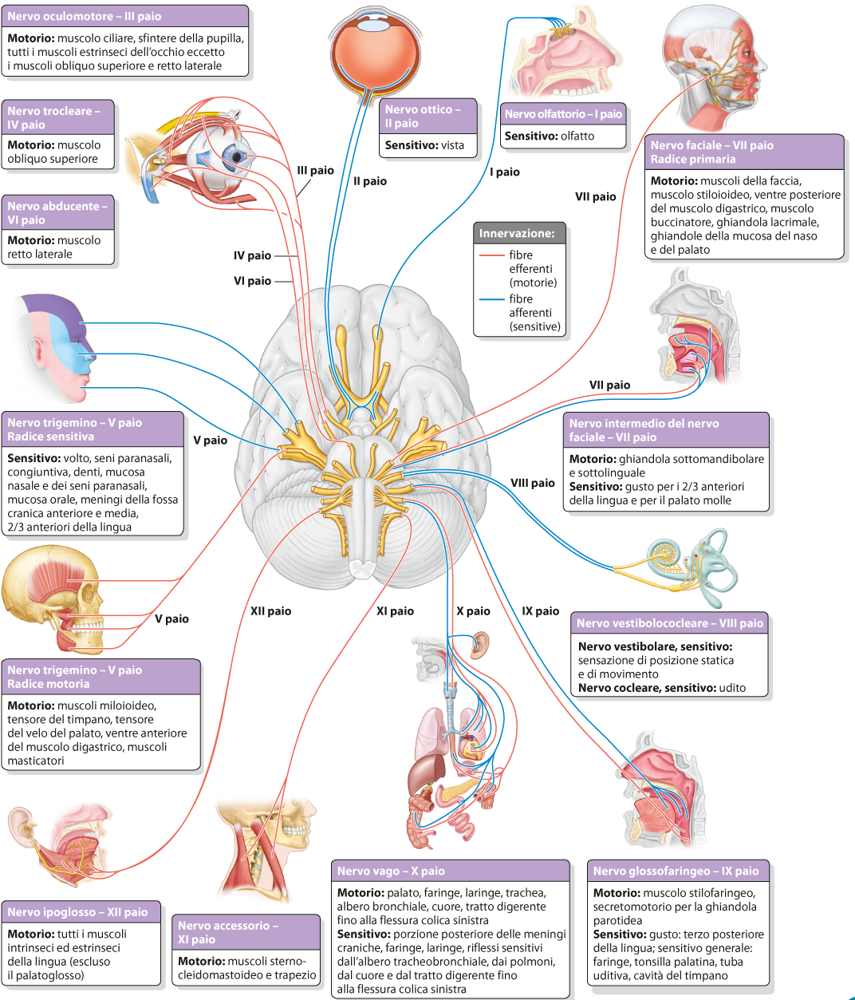 Nervo oculomotore – III paio
Motorio: muscolo ciliare, sfintere della pupilla,
tutti i muscoli estrinseci dell'occhio eccetto
i muscoli obliquo superiore e retto laterale
Nervo trocleare –
IV paio
Motorio: muscolo
obliquo superiore
Nervo abducente –
VI paio
Motorio: muscolo
retto laterale
Nervo ottico –
II paio
Sensitivo: vista
Nervo olfattorio – I paio
Sensitivo: olfatto
Nervo faciale – VII paio
Radice primaria
Motorio: muscoli della faccia,
muscolo stiloioideo, ventre posteriore
del muscolo digastrico, muscolo
buccinatore, ghiandola lacrimale,
ghiandole della mucosa del naso
e del palato
III paio
II paio
I paio
VII paio
IV paio
VI paio
Innervazione:
fibre
efferenti
(motorie)
fibre
afferenti
(sensitive)
VII paio
Nervo trigemino – V paio
Radice sensitiva
Sensitivo: volto, seni paranasali,
congiuntiva, denti, mucosa
nasale e dei seni paranasali,
mucosa orale, meningi della fossa
cranica anteriore e media,
2/3 anteriori della lingua
V paio
Nervo intermedio del nervo
faciale – VII paio
Motorio: ghiandola sottomandibolare
e sottolinguale
Sensitivo: gusto per i 2/3 anteriori
della lingua e per il palato molle
VIII paio
V paio
XII paio
XI paio
X paio
IX paio
Nervo vestibolococleare – VIII paio
Nervo vestibolare, sensitivo:
sensazione di posizione statica
e di movimento
Nervo cocleare, sensitivo: udito
Nervo trigemino – V paio
Radice motoria
Motorio: muscoli miloioideo,
tensore del timpano, tensore
del velo del palato, ventre anteriore
del muscolo digastrico, muscoli
masticatori
Nervo ipoglosso – XII paio
Motorio: tutti i muscoli
intrinseci ed estrinseci
della lingua (escluso
il palatoglosso)
Nervo accessorio –
XI paio
Motorio: muscoli sterno-
cleidomastoideo e trapezio
Nervo vago – X paio
Motorio: palato, faringe, laringe, trachea,
albero bronchiale, cuore, tratto digerente
fino alla flessura colica sinistra
Sensitivo: porzione posteriore delle meningi
craniche, faringe, laringe, riflessi sensitivi
dall'albero tracheobronchiale, dai polmoni,
dal cuore e dal tratto digerente fino
alla flessura colica sinistra
Nervo glossofaringeo – IX paio
Motorio: muscolo stilofaringeo,
secretomotorio per la ghiandola
parotidea
Sensitivo: gusto: terzo posteriore
della lingua; sensitivo generale:
faringe, tonsilla palatina, tuba
uditiva, cavità del timpano